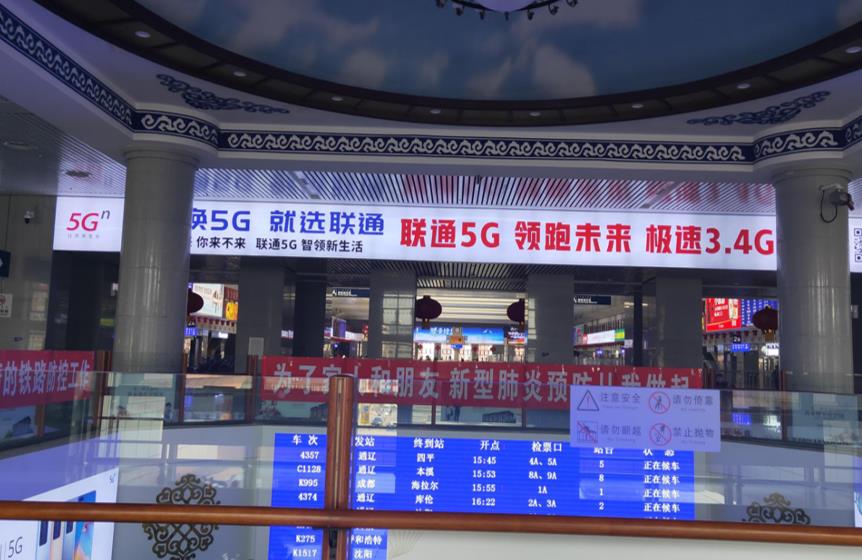 5Gn
换5G 就选联通
你来不来 联通5G 智领新生活
联通5G 领跑未来 极速3.4G
的铁路防控工作
为了家人和朋友 新型肺炎预防从我做起
注意安全
请勿倚靠
请勿翻越
禁止抛物
车次 发站 终到站 开点 检票口 站台 状态
4357 通辽 四平 15:45 4A、5A 5 正在候车
C1128 通辽 本溪 15:53 8A、9A 8 正在候车
K995 成都 海拉尔 15:55 1A 1 正在候车
4374 通辽 库伦 16:22 2A、3A 2 正在候车
K275 呼和浩特
K1517 沈阳
5G